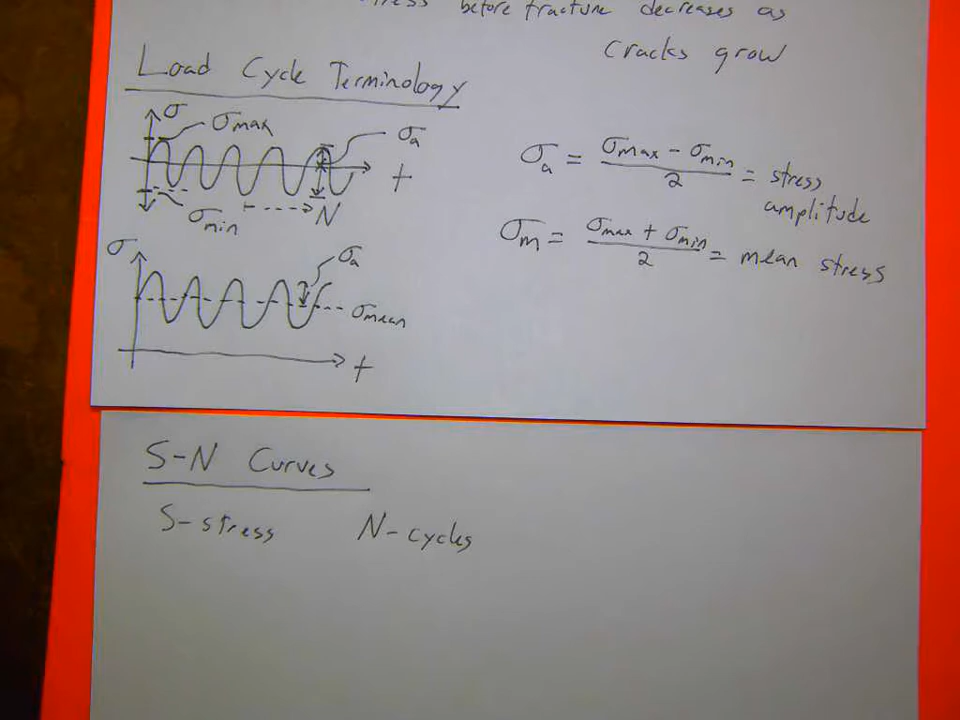 before fracture decreases as
cracks grow
Load Cycle Terminology
σ
σmax
σa
t
σmin
N
σa = (σmax - σmin)/2 = stress
amplitude
σm = (σmax + σmin)/2 = mean stress
σ
σa
σmean
t
S-N Curves
S-stress N-cycles